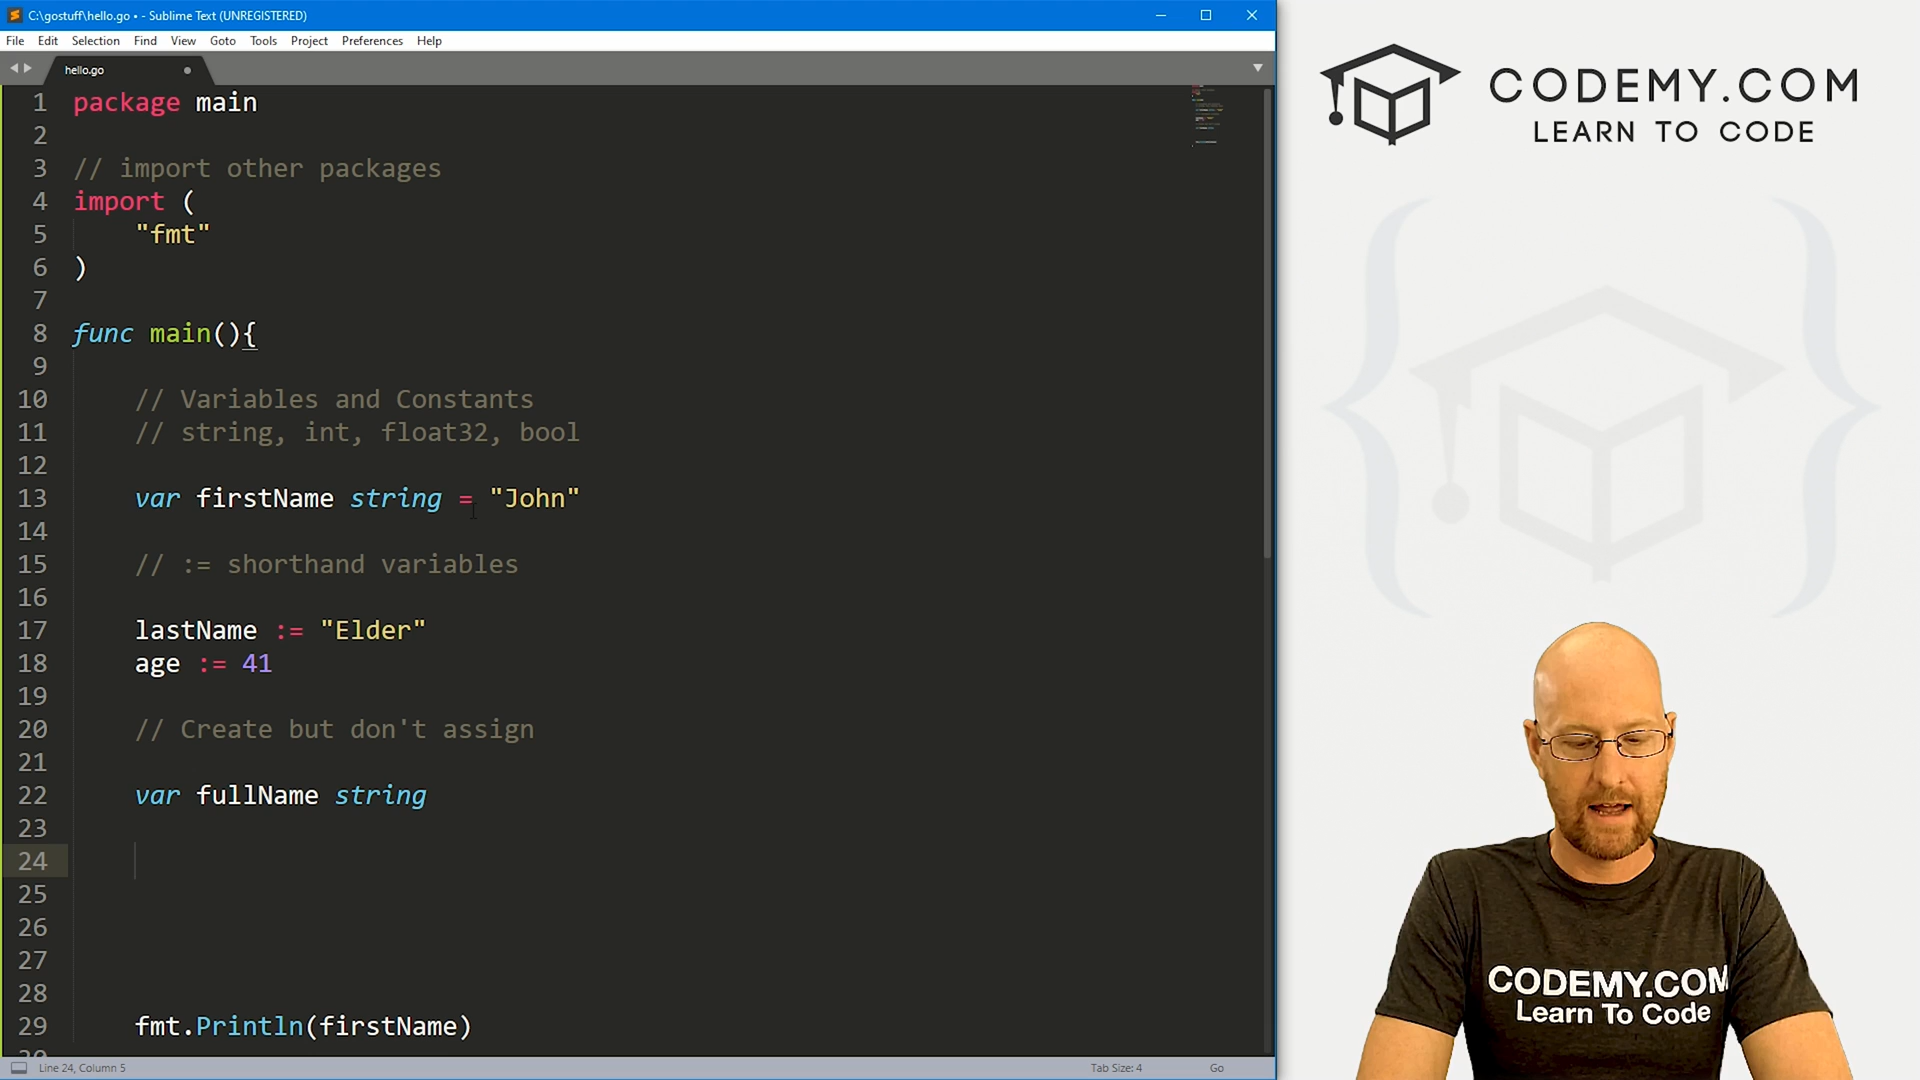 C:\gostuff\hello.go • - Sublime Text (UNREGISTERED)
File Edit Selection Find View Goto Tools Project Preferences Help
hello.go
1 package main
2
3 // import other packages
4 import (
5 "fmt"
6 )
7
8 func main(){
9
10 // Variables and Constants
11 // string, int, float32, bool
12
13 var firstName string = "John"
14
15 // := shorthand variables
16
17 lastName := "Elder"
18 age := 41
19
20 // Create but don't assign
21
22 var fullName string
23
24
25
26
27
28
29 fmt.Println(firstName)
Line 24, Column 5 Tab Size: 4 Go
CODEMY.COM
LEARN TO CODE
CODEMY.COM
Learn To Code